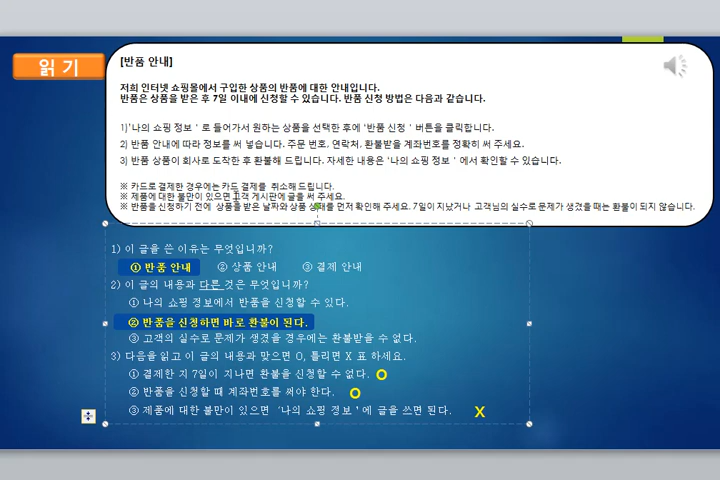 읽 기
[반품 안내]
저희 인터넷 쇼핑몰에서 구입한 상품의 반품에 대한 안내입니다.
반품은 상품을 받은 후 7일 이내에 신청할 수 있습니다. 반품 신청 방법은 다음과 같습니다.
1)'나의 쇼핑 정보 ' 로 들어가서 원하는 상품을 선택한 후에 '반품 신청 ' 버튼을 클릭합니다.
2) 반품 안내에 따라 정보를 써 넣습니다. 주문 번호, 연락처, 환불받을 계좌번호를 정확히 써 주세요.
3) 반품 상품이 회사로 도착한 후 환불해 드립니다. 자세한 내용은 '나의 쇼핑 정보 ' 에서 확인할 수 있습니다.
※ 카드로 결제한 경우에는 카드 결제를 취소해 드립니다.
※ 제품에 대한 불만이 있으면 고객 게시판에 글을 써 주세요.
※ 반품을 신청하기 전에 상품을 받은 날짜와 상품 상태를 먼저 확인해 주세요. 7일이 지났거나 고객님의 실수로 문제가 생겼을 때는 환불이 되지 않습니다.
1) 이 글을 쓴 이유는 무엇입니까?
① 반품 안내 ② 상품 안내 ③ 결제 안내
2) 이 글의 내용과 다른 것은 무엇입니까?
① 나의 쇼핑 정보에서 반품을 신청할 수 있다.
② 반품을 신청하면 바로 환불이 된다.
③ 고객의 실수로 문제가 생겼을 경우에는 환불받을 수 없다.
3) 다음을 읽고 이 글의 내용과 맞으면 O, 틀리면 X 표 하세요.
① 결제한 지 7일이 지나면 환불을 신청할 수 없다. O
② 반품을 신청할 때 계좌번호를 써야 한다. O
③ 제품에 대한 불만이 있으면 '나의 쇼핑 정보 '에 글을 쓰면 된다. X